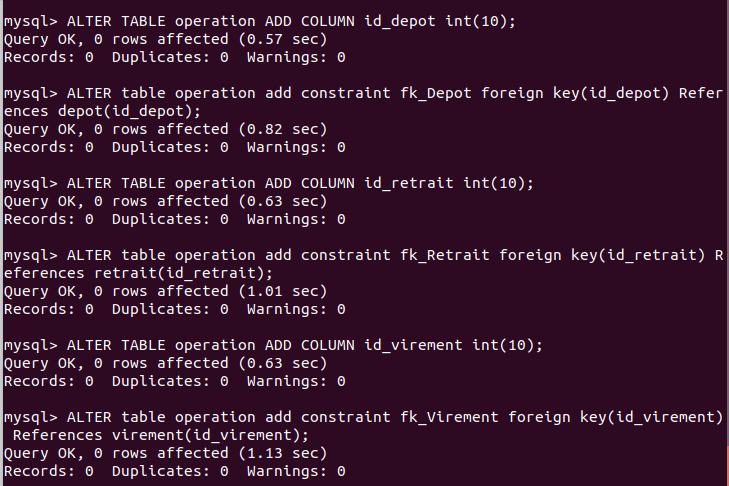 mysql> ALTER TABLE operation ADD COLUMN id_depot int(10);
Query OK, 0 rows affected (0.57 sec)
Records: 0  Duplicates: 0  Warnings: 0
mysql> ALTER table operation add constraint fk_Depot foreign key(id_depot) Refer
ences depot(id_depot);
Query OK, 0 rows affected (0.82 sec)
Records: 0  Duplicates: 0  Warnings: 0
mysql> ALTER TABLE operation ADD COLUMN id_retrait int(10);
Query OK, 0 rows affected (0.63 sec)
Records: 0  Duplicates: 0  Warnings: 0
mysql> ALTER table operation add constraint fk_Retrait foreign key(id_retrait) R
eferences retrait(id_retrait);
Query OK, 0 rows affected (1.01 sec)
Records: 0  Duplicates: 0  Warnings: 0
mysql> ALTER TABLE operation ADD COLUMN id_virement int(10);
Query OK, 0 rows affected (0.63 sec)
Records: 0  Duplicates: 0  Warnings: 0
mysql> ALTER table operation add constraint fk_Virement foreign key(id_virement)
 References virement(id_virement);
Query OK, 0 rows affected (1.13 sec)
Records: 0  Duplicates: 0  Warnings: 0